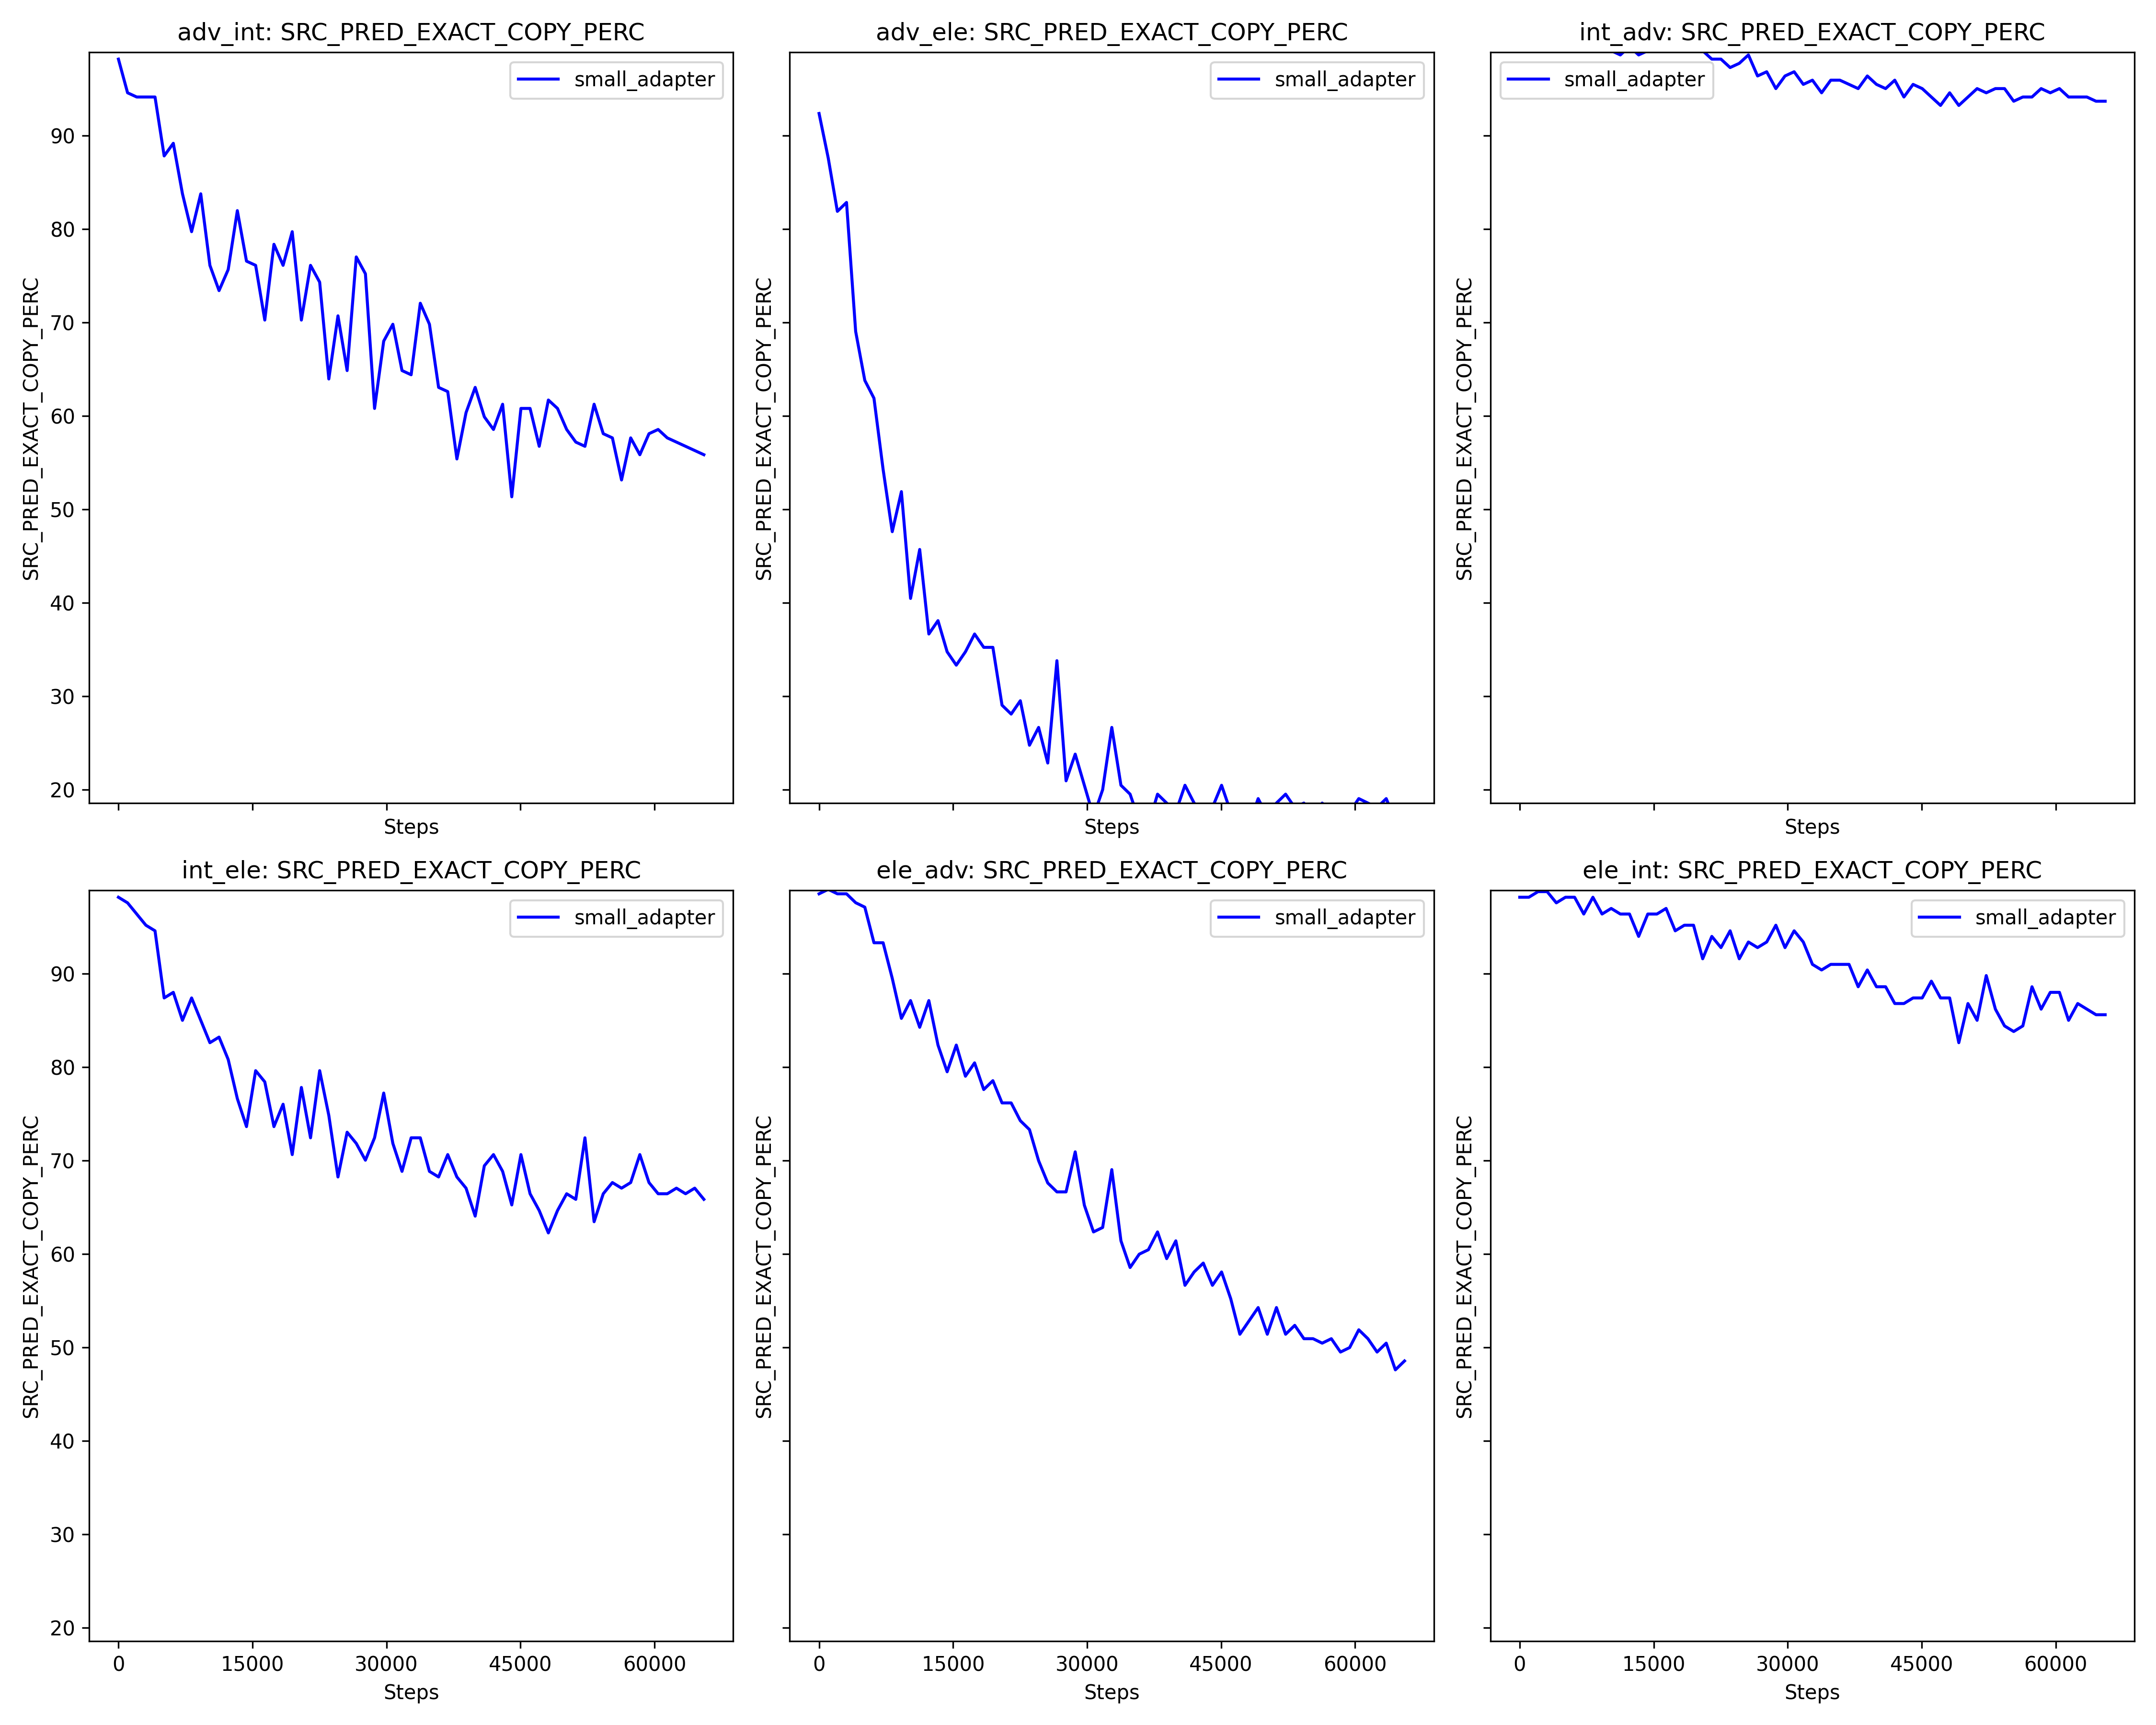 adv_int: SRC_PRED_EXACT_COPY_PERC
adv_ele: SRC_PRED_EXACT_COPY_PERC
int_adv: SRC_PRED_EXACT_COPY_PERC
small_adapter
small_adapter
small_adapter
SRC_PRED_EXACT_COPY_PERC
SRC_PRED_EXACT_COPY_PERC
SRC_PRED_EXACT_COPY_PERC
90
80
70
60
50
40
30
20
Steps
Steps
Steps
int_ele: SRC_PRED_EXACT_COPY_PERC
ele_adv: SRC_PRED_EXACT_COPY_PERC
ele_int: SRC_PRED_EXACT_COPY_PERC
small_adapter
small_adapter
small_adapter
SRC_PRED_EXACT_COPY_PERC
SRC_PRED_EXACT_COPY_PERC
SRC_PRED_EXACT_COPY_PERC
90
80
70
60
50
40
30
20
0 15000 30000 45000 60000
0 15000 30000 45000 60000
0 15000 30000 45000 60000
Steps
Steps
Steps